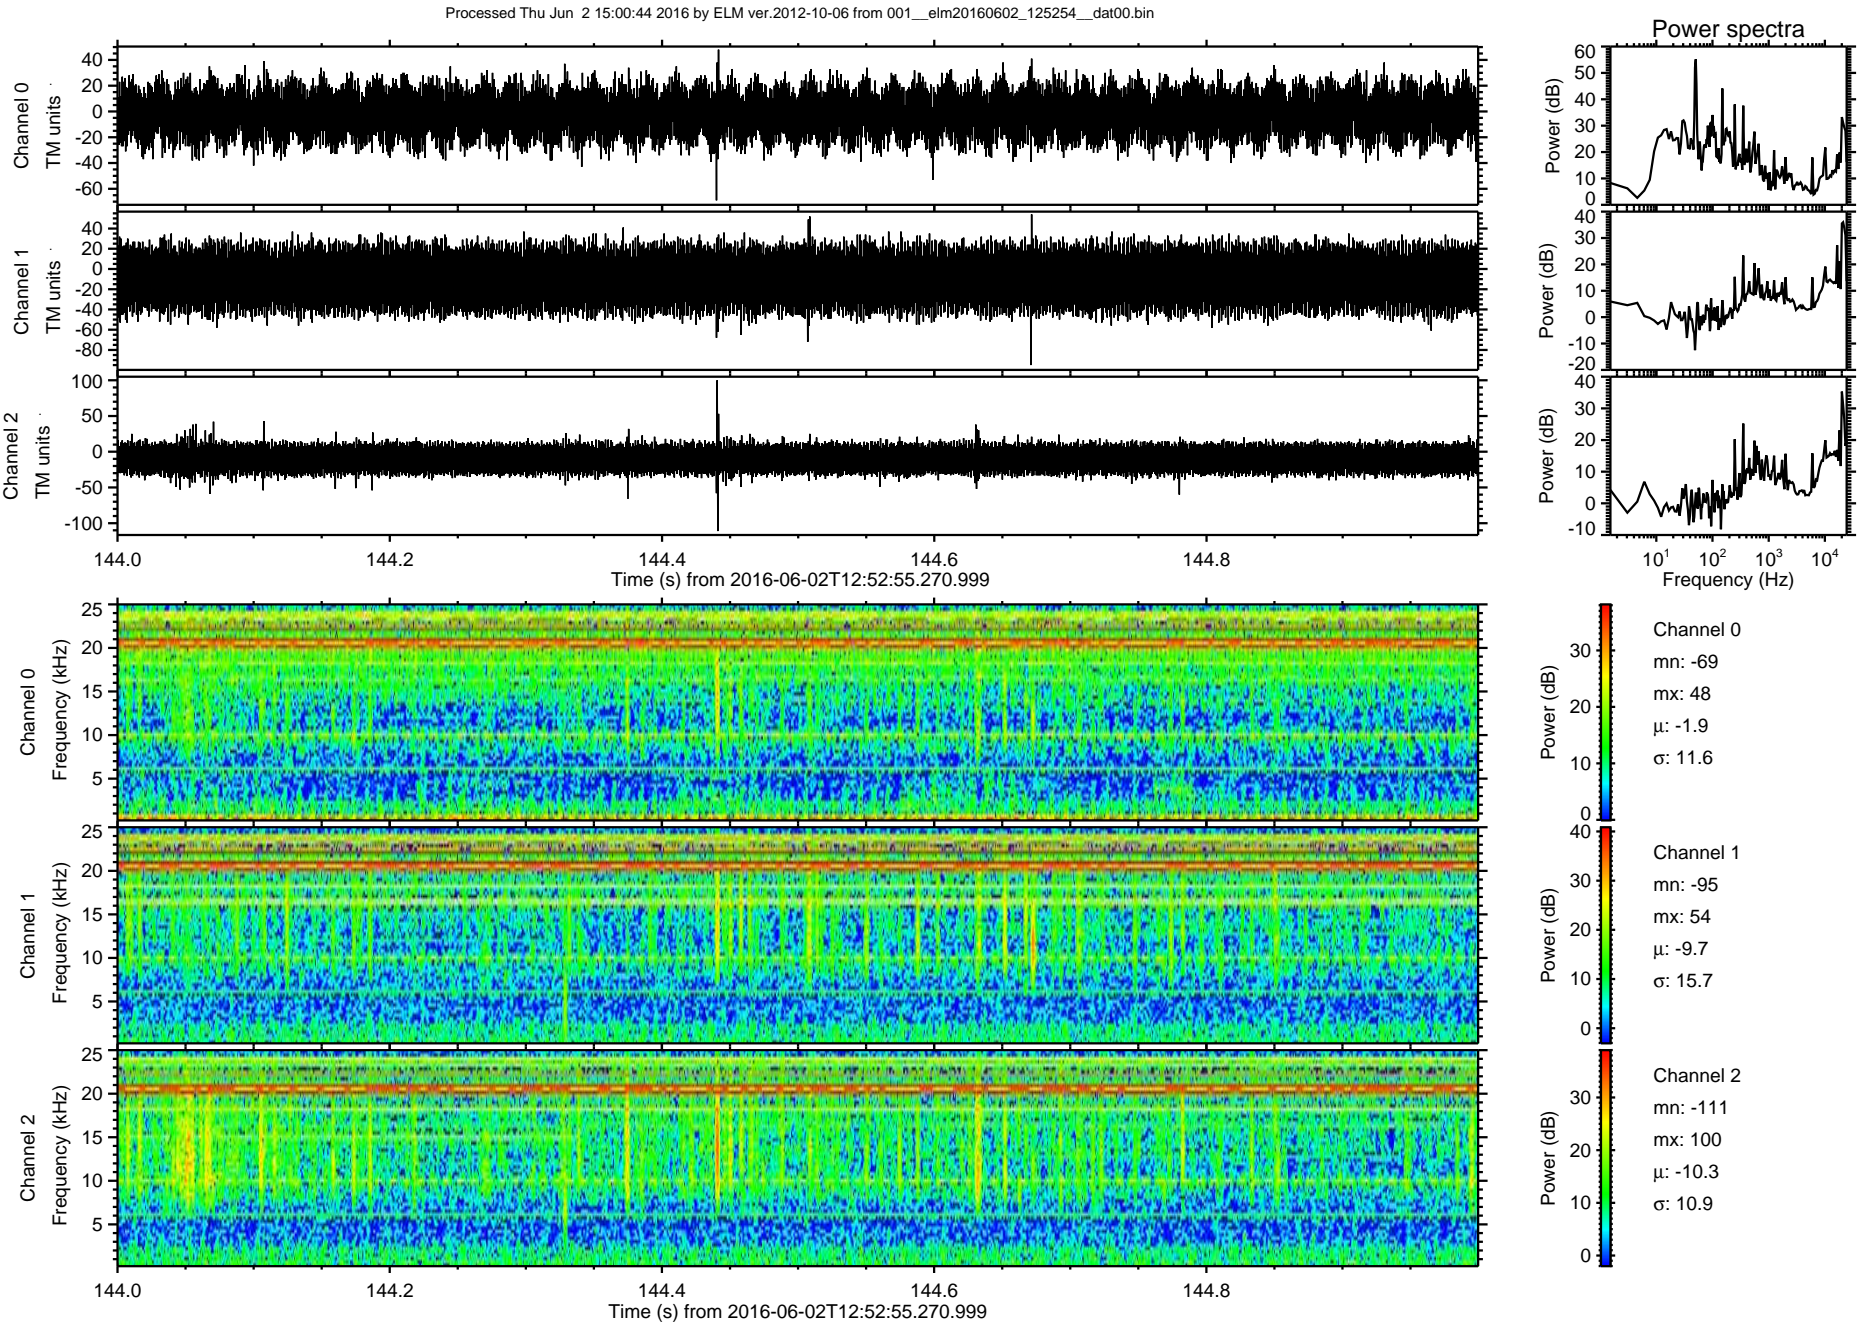 Processed Thu Jun  2 15:00:44 2016 by ELM ver.2012-10-06 from 001__elm20160602_125254__dat00.bin
Power spectra
Channel 0
TM units
40
20
0
-20
-40
-60
Power (dB)
60
50
40
30
20
10
0
Channel 1
TM units
40
20
0
-20
-40
-60
-80
Power (dB)
40
30
20
10
0
-10
-20
Channel 2
TM units
100
50
0
-50
-100
Power (dB)
40
30
20
10
0
-10
144.0 144.2 144.4 144.6 144.8
Time (s) from 2016-06-02T12:52:55.270.999
10¹ 10² 10³ 10⁴
Frequency (Hz)
Channel 0
Frequency (kHz)
25
20
15
10
5
Power (dB)
30
20
10
0
Channel 0
mn: -69
mx: 48
μ: -1.9
σ: 11.6
Channel 1
Frequency (kHz)
25
20
15
10
5
Power (dB)
40
30
20
10
0
Channel 1
mn: -95
mx: 54
μ: -9.7
σ: 15.7
Channel 2
Frequency (kHz)
25
20
15
10
5
Power (dB)
30
20
10
0
Channel 2
mn: -111
mx: 100
μ: -10.3
σ: 10.9
144.0 144.2 144.4 144.6 144.8
Time (s) from 2016-06-02T12:52:55.270.999